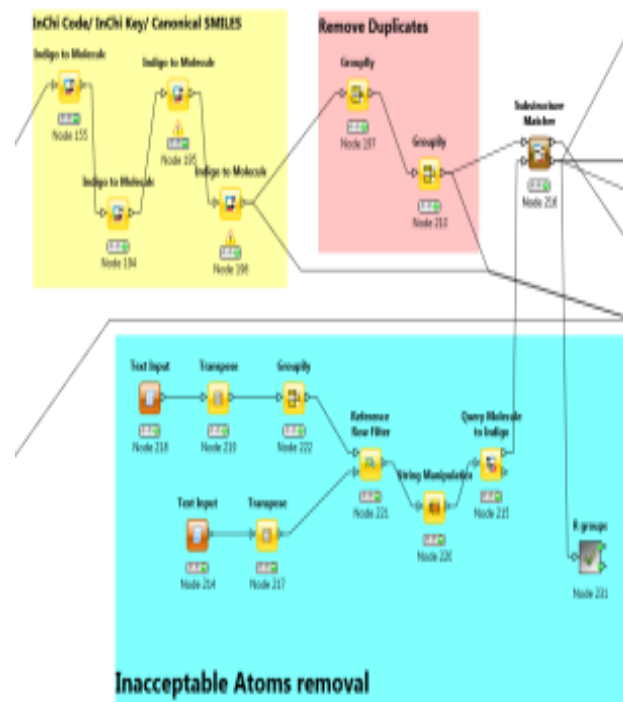 InChi Code/ InChi Key/ Canonical SMILES
Indigo to Molecule
Node 155
Indigo to Molecule
Node 195
Indigo to Molecule
Node 194
Indigo to Molecule
Node 196
Remove Duplicates
GroupBy
Node 197
GroupBy
Node 210
Substructure
Matcher
Node 216
Text Input
Node 218
Transpose
Node 219
GroupBy
Node 222
Reference
Row Filter
Node 221
Query Molecule
to Indigo
Node 215
String Manipulation
Node 220
Text Input
Node 214
Transpose
Node 217
R groups
Node 231
Inacceptable Atoms removal